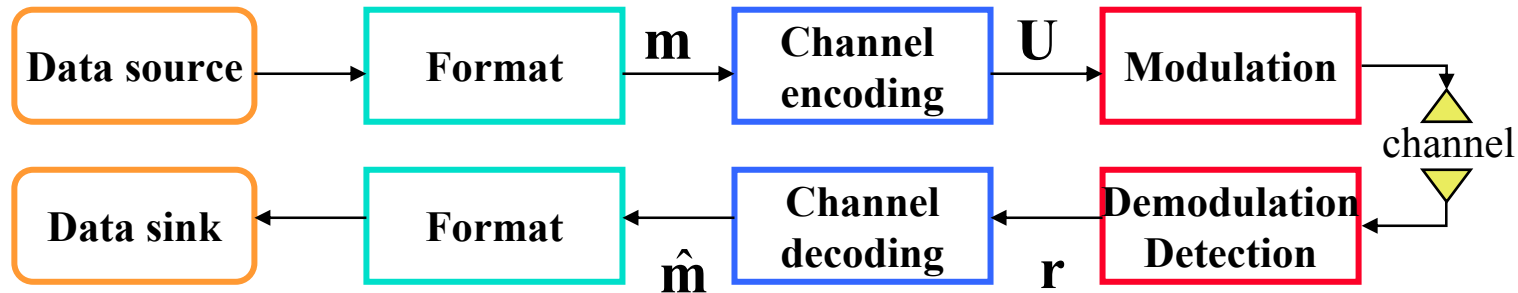 Data source
Format
m
Channel
encoding
U
Modulation
channel
Data sink
Format
m̂
Channel
decoding
r
Demodulation
Detection